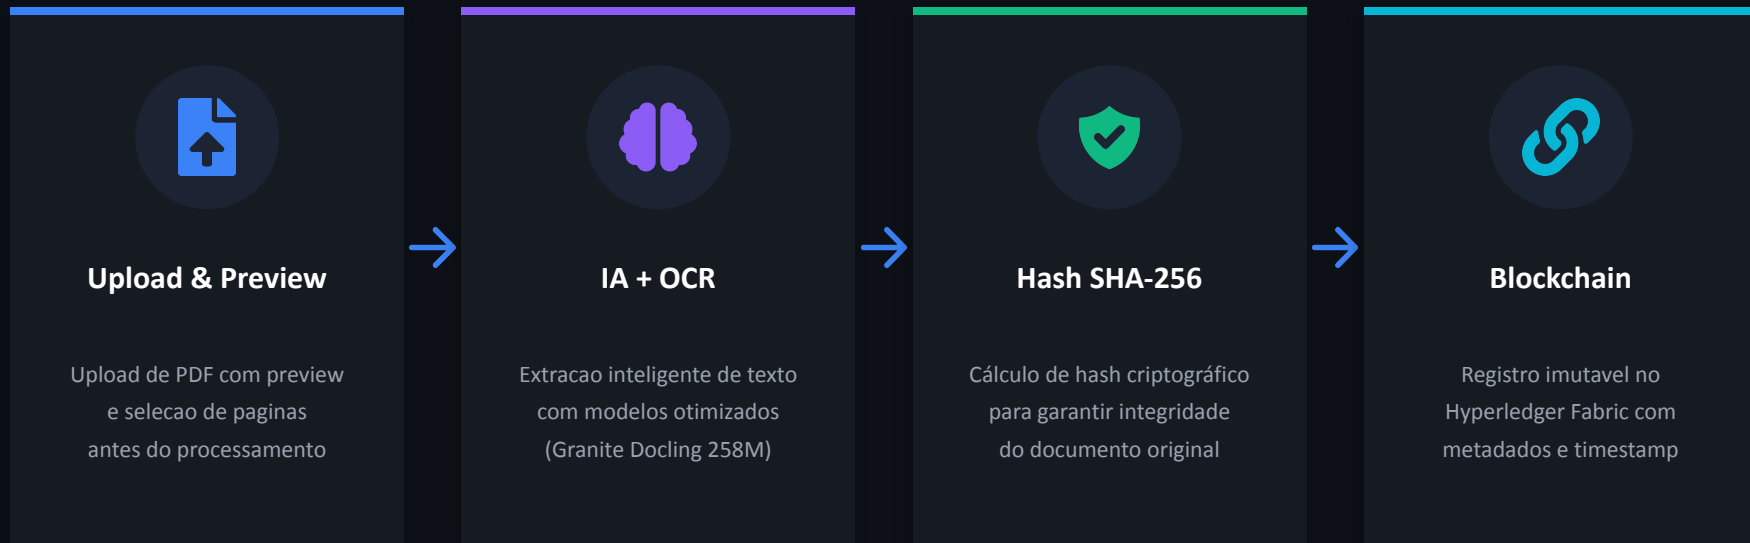 Upload & Preview
Upload de PDF com preview
e selecao de paginas
antes do processamento
IA + OCR
Extracao inteligente de texto
com modelos otimizados
(Granite Docling 258M)
Hash SHA-256
Cálculo de hash criptográfico
para garantir integridade
do documento original
Blockchain
Registro imutavel no
Hyperledger Fabric com
metadados e timestamp